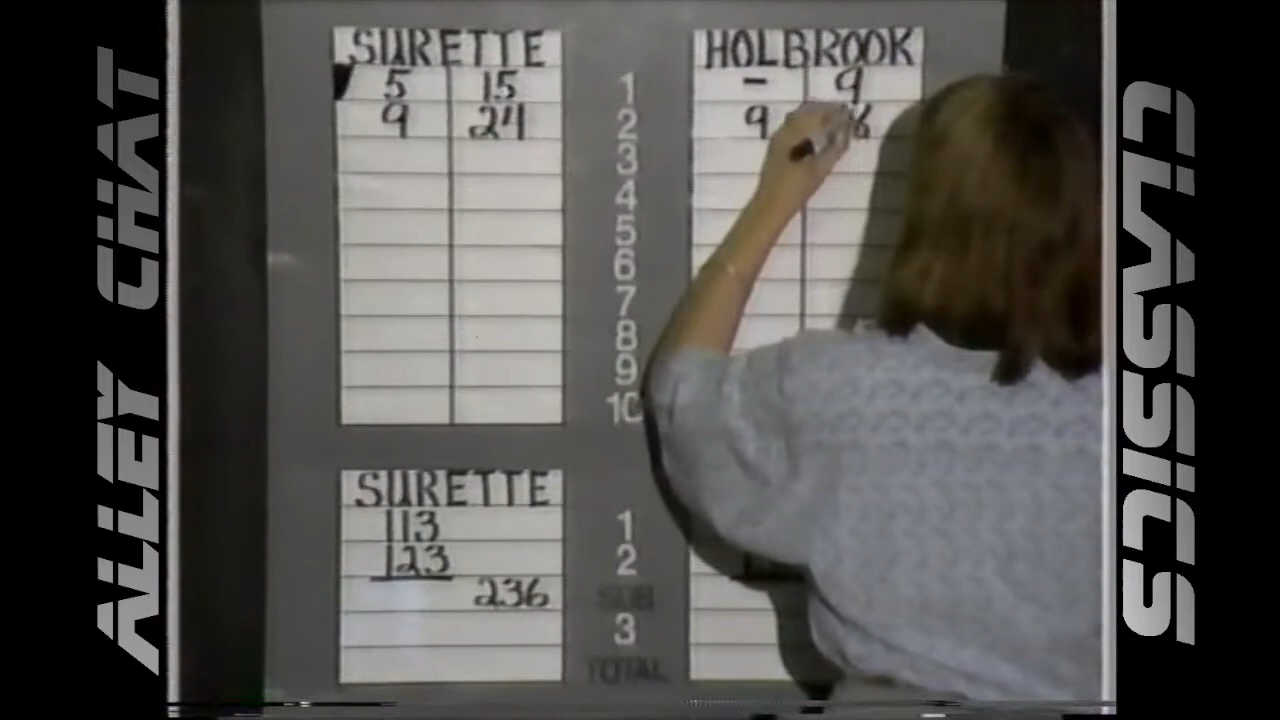 ALLEY CHAT
SURETTE
5 15
9 24
HOLBROOK
- 9
9
1
2
3
4
5
6
7
8
9
10
SURETTE
113
123
236
1
2
SUB
3
TOTAL
CLASSICS